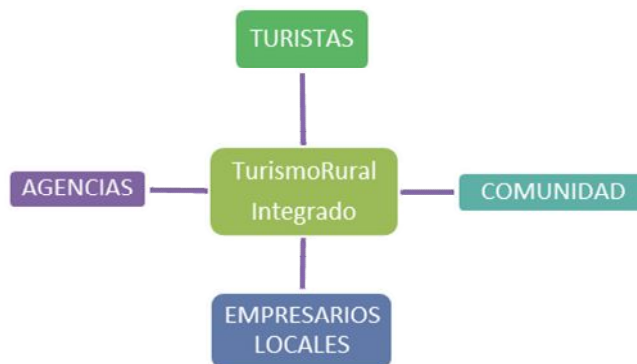 TURISTAS
AGENCIAS
TurismoRural
Integrado
COMUNIDAD
EMPRESARIOS
LOCALES